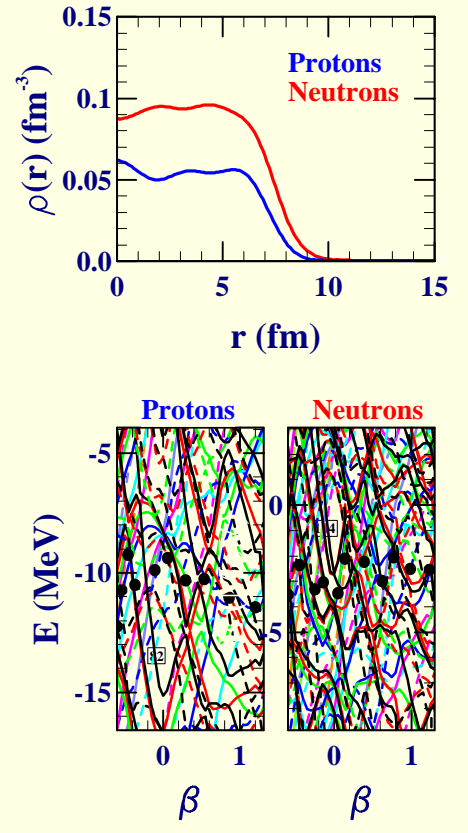 0.15
Protons
Neutrons
0.1
0.05
0.0
ρ(r) (fm⁻³)
0 5 10 15
r (fm)
Protons Neutrons
-5
-10
-15
E (MeV)
82
0
-5
0 1
0 1
β β